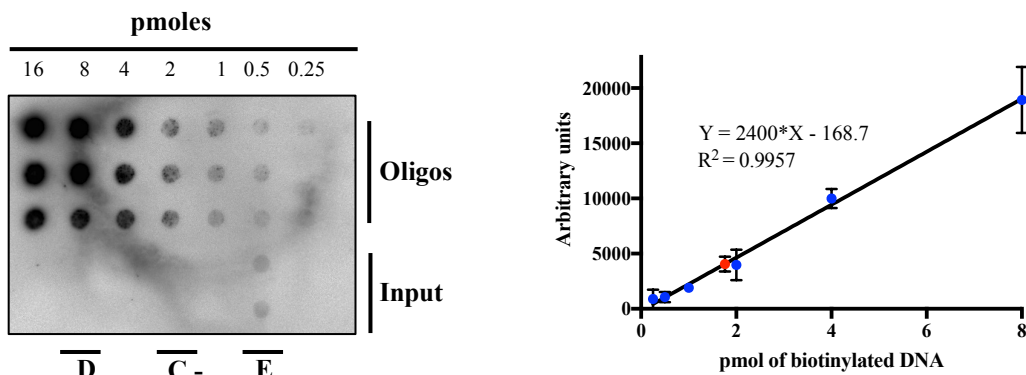 pmoles
16 8 4 2 1 0.5 0.25
Oligos
Input
D C - E
Arbitrary units
20000
15000
10000
5000
0
Y = 2400*X - 168.7
R² = 0.9957
0 2 4 6 8
pmol of biotinylated DNA